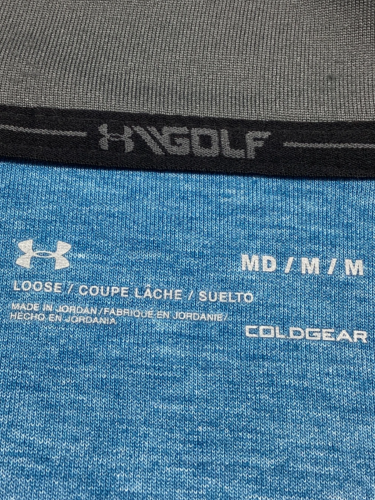 GOLF
MD / M / M
LOOSE / COUPE LÂCHE / SUELTO
MADE IN JORDAN / FABRIQUÉ EN JORDANIE /
HECHO EN JORDANIA
COLDGEAR